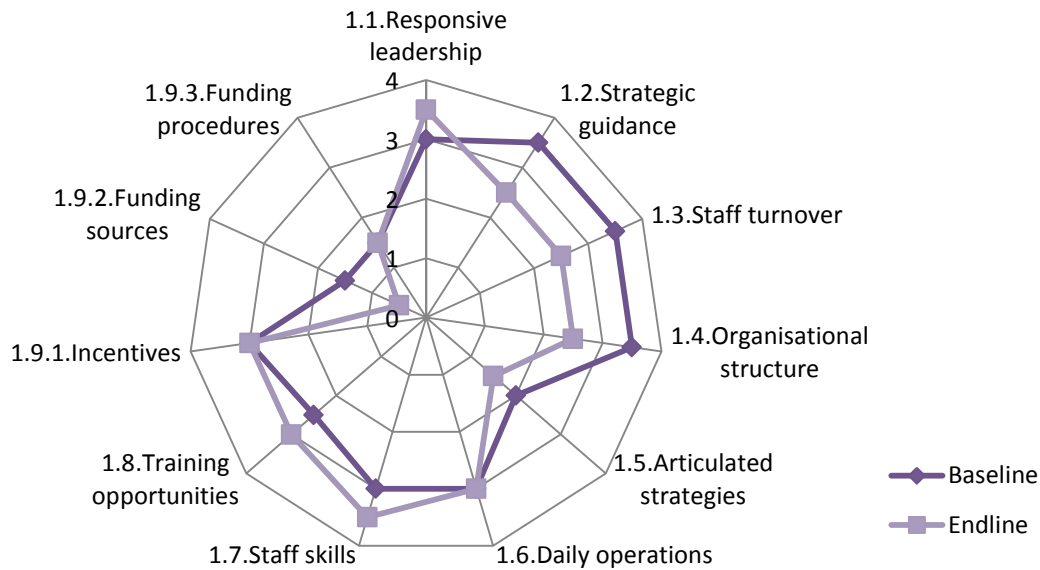 1.1.Responsive
leadership
1.2.Strategic
guidance
1.3.Staff turnover
1.4.Organisational
structure
1.5.Articulated
strategies
1.6.Daily operations
1.7.Staff skills
1.8.Training
opportunities
1.9.1.Incentives
1.9.2.Funding
sources
1.9.3.Funding
procedures
4
3
2
1
0
Baseline
Endline